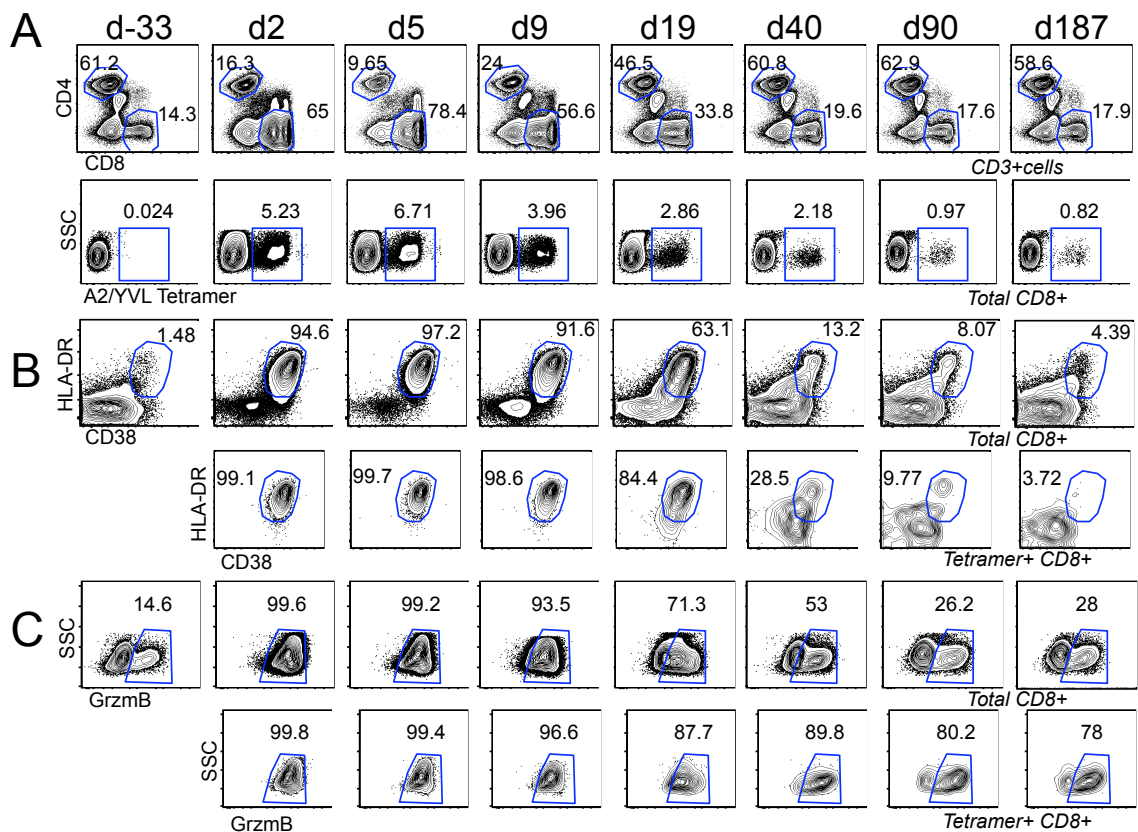 A
d-33 d2 d5 d9 d19 d40 d90 d187
61.2 16.3 9.65 24 46.5 60.8 62.9 58.6
CD4
14.3 65 78.4 56.6 33.8 19.6 17.6 17.9
CD8 CD3+cells
SSC
0.024 5.23 6.71 3.96 2.86 2.18 0.97 0.82
A2/YVL Tetramer Total CD8+
B
HLA-DR
1.48 94.6 97.2 91.6 63.1 13.2 8.07 4.39
CD38 Total CD8+
HLA-DR
99.1 99.7 98.6 84.4 28.5 9.77 3.72
CD38 Tetramer+ CD8+
C
SSC
14.6 99.6 99.2 93.5 71.3 53 26.2 28
GrzmB Total CD8+
SSC
99.8 99.4 96.6 87.7 89.8 80.2 78
GrzmB Tetramer+ CD8+